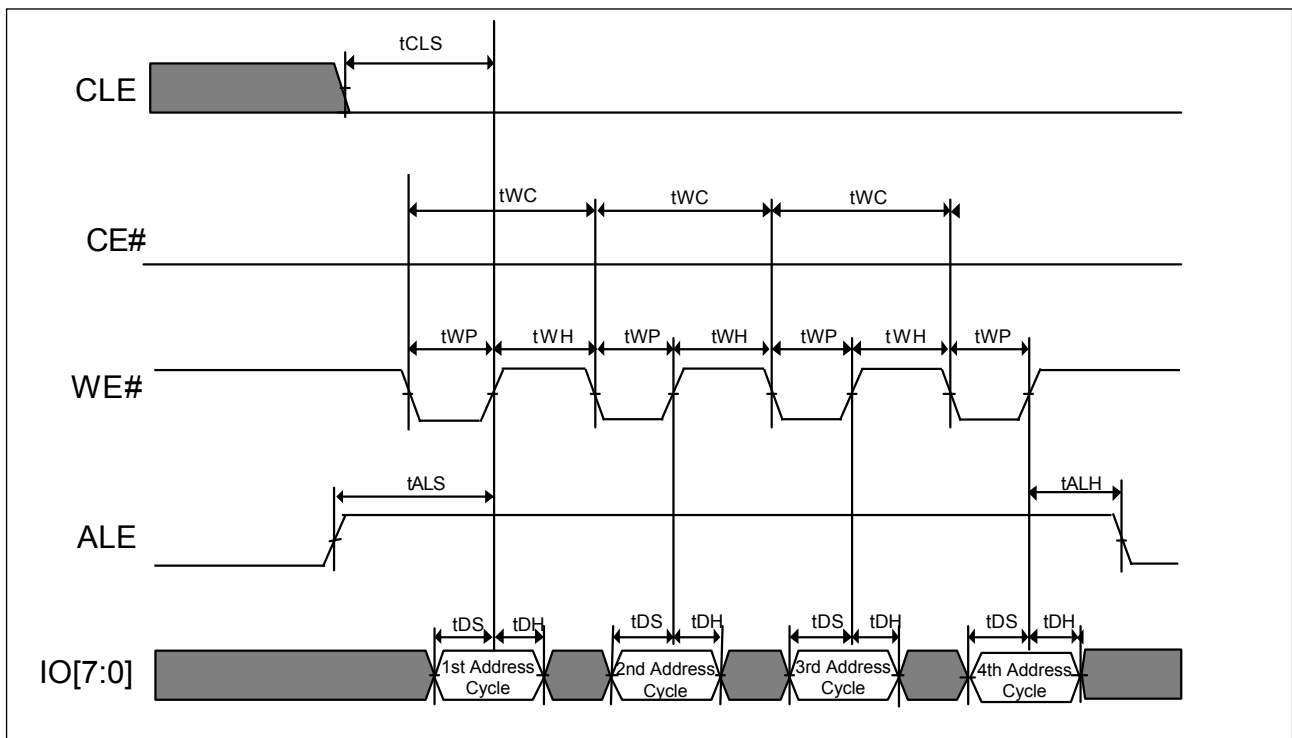 tCLS
CLE
tWC tWC tWC
CE#
tWP tWH tWP tWH tWP tWH tWP
WE#
tALS tALH
ALE
tDS tDH tDS tDH tDS tDH tDS tDH
IO[7:0]
1st Address Cycle
2nd Address Cycle
3rd Address Cycle
4th Address Cycle